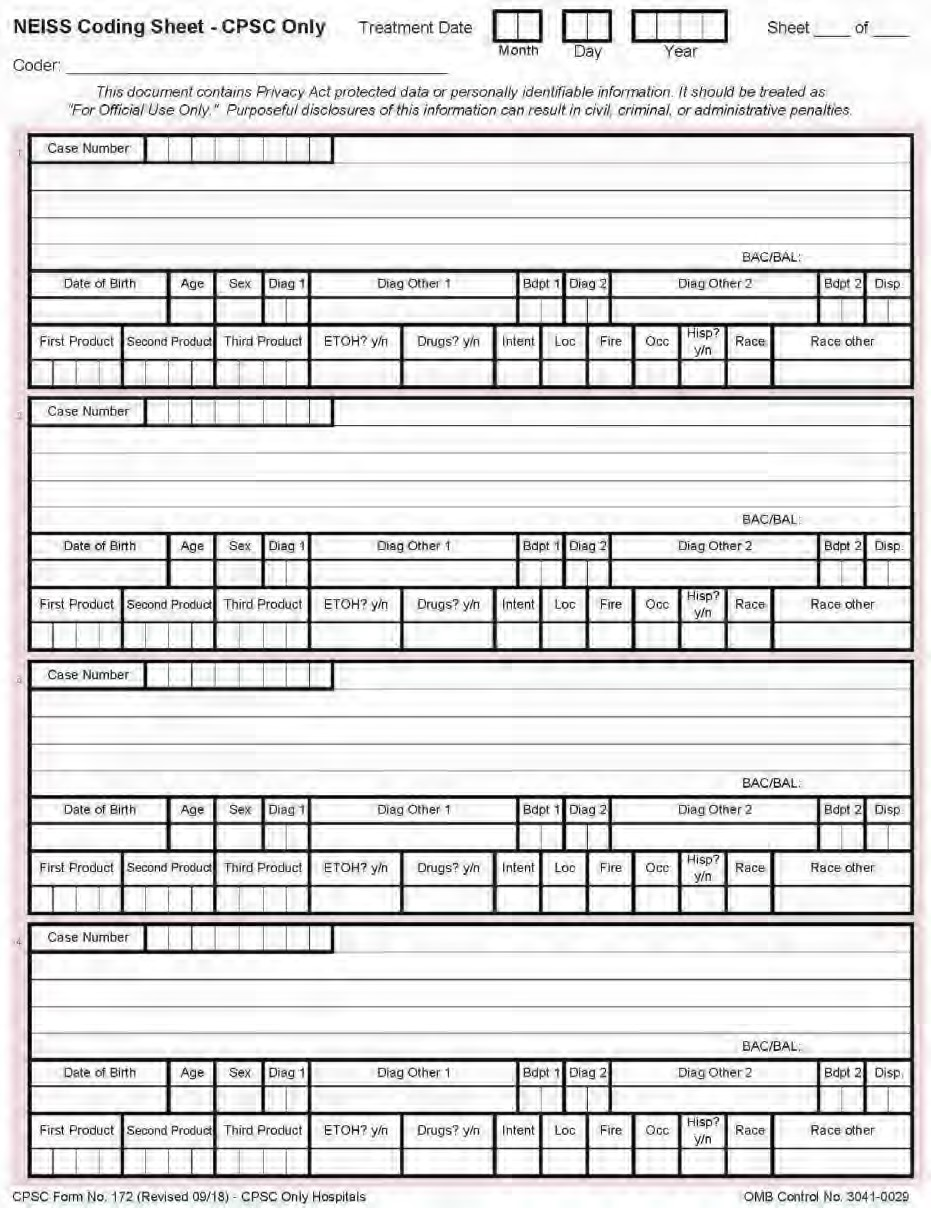 NEISS Coding Sheet - CPSC Only Treatment Date Sheet ____ of ____
Month Day Year
Coder: ____
This document contains Privacy Act protected data or personally identifiable information. It should be treated as
"For Official Use Only." Purposeful disclosures of this information can result in civil, criminal, or administrative penalties.
1 Case Number
BAC/BAL:
Date of Birth Age Sex Diag 1 Diag Other 1 Bdpt 1 Diag 2 Diag Other 2 Bdpt 2 Disp.
First Product Second Product Third Product ETOH? y/n Drugs? y/n Intent Loc Fire Occ Hisp? y/n Race Race other
2 Case Number
BAC/BAL:
Date of Birth Age Sex Diag 1 Diag Other 1 Bdpt 1 Diag 2 Diag Other 2 Bdpt 2 Disp.
First Product Second Product Third Product ETOH? y/n Drugs? y/n Intent Loc Fire Occ Hisp? y/n Race Race other
3 Case Number
BAC/BAL:
Date of Birth Age Sex Diag 1 Diag Other 1 Bdpt 1 Diag 2 Diag Other 2 Bdpt 2 Disp.
First Product Second Product Third Product ETOH? y/n Drugs? y/n Intent Loc Fire Occ Hisp? y/n Race Race other
4 Case Number
BAC/BAL:
Date of Birth Age Sex Diag 1 Diag Other 1 Bdpt 1 Diag 2 Diag Other 2 Bdpt 2 Disp.
First Product Second Product Third Product ETOH? y/n Drugs? y/n Intent Loc Fire Occ Hisp? y/n Race Race other
CPSC Form No. 172 (Revised 09/18) - CPSC Only Hospitals OMB Control No. 3041-0029